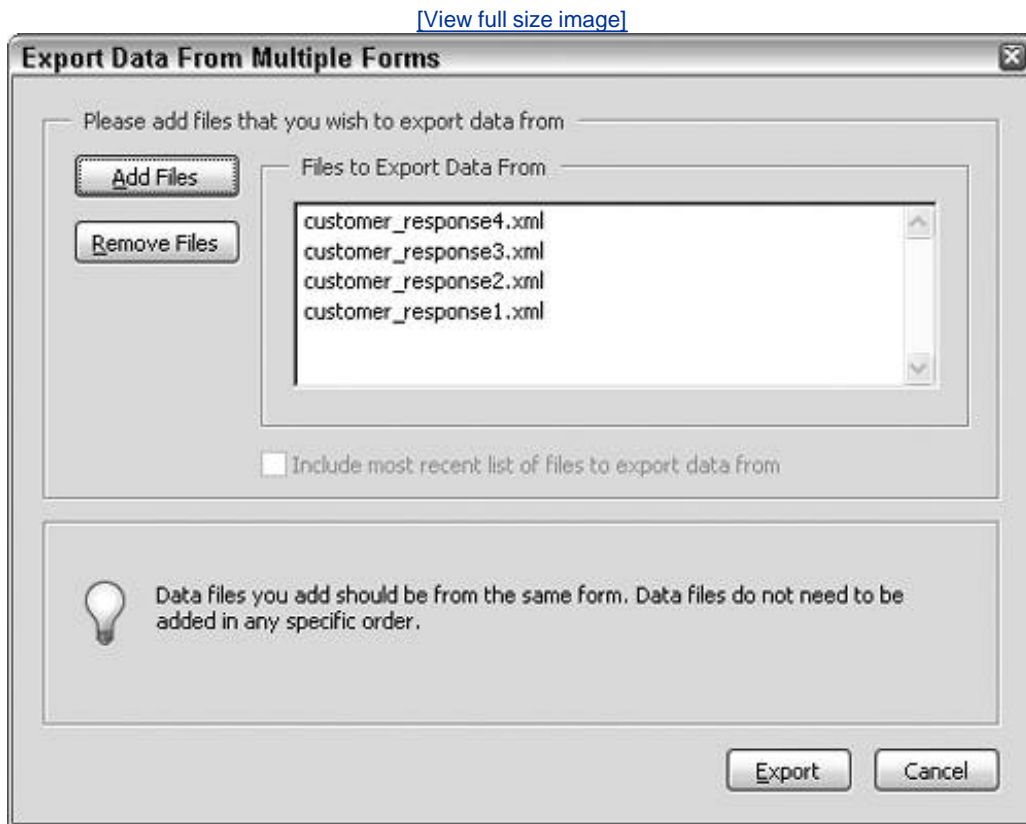 [View full size image]
Export Data From Multiple Forms
Please add files that you wish to export data from
Add Files
Files to Export Data From
Remove Files
customer_response4.xml
customer_response3.xml
customer_response2.xml
customer_response1.xml
Include most recent list of files to export data from
Data files you add should be from the same form. Data files do not need to be
added in any specific order.
Export
Cancel